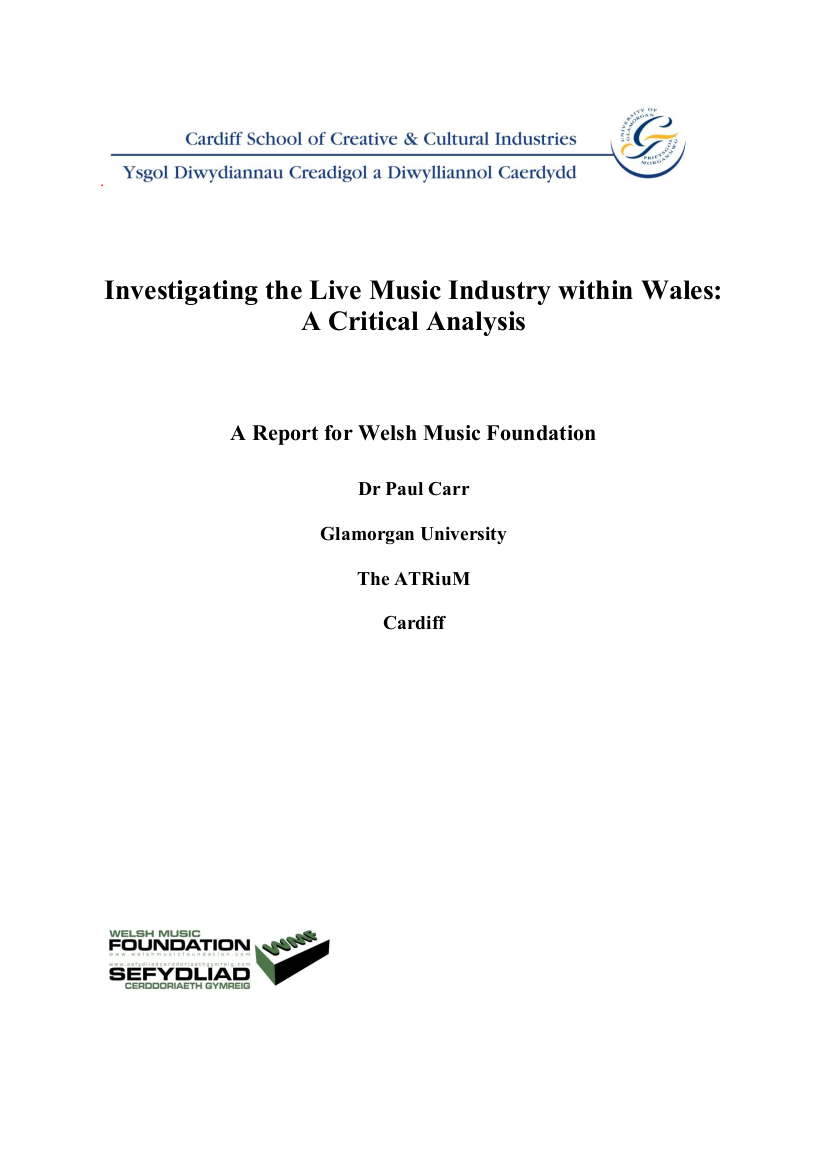 Cardiff School of Creative & Cultural Industries
Ysgol Diwydiannau Creadigol a Diwylliannol Caerdydd
UNIVERSITY OF GLAMORGAN
PRIFYSGOL MORGANNWG
Investigating the Live Music Industry within Wales:
A Critical Analysis
A Report for Welsh Music Foundation
Dr Paul Carr
Glamorgan University
The ATRiuM
Cardiff
WELSH MUSIC
FOUNDATION
www.welshmusicfoundation.com
www.sefydliadcerddoriaethgymreig.com
SEFYDLIAD
CERDDORIAETH GYMREIG
WMF